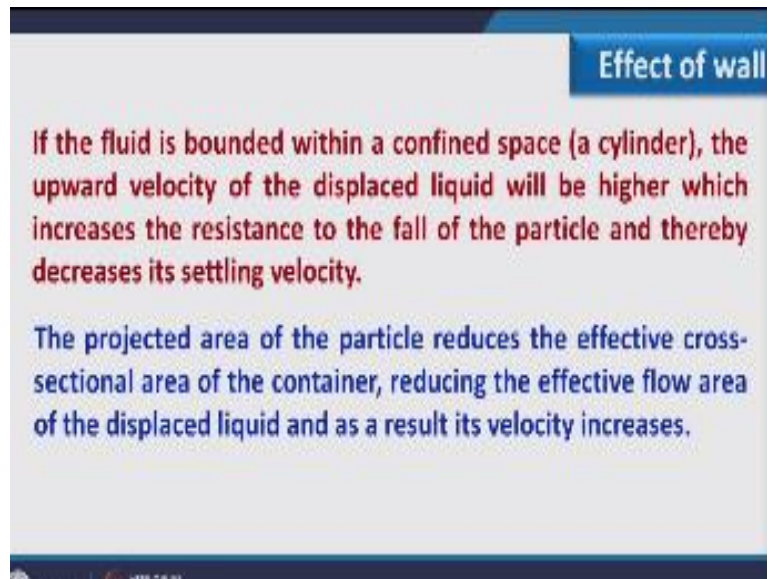 Effect of wall
If the fluid is bounded within a confined space (a cylinder), the
upward velocity of the displaced liquid will be higher which
increases the resistance to the fall of the particle and thereby
decreases its settling velocity.
The projected area of the particle reduces the effective cross-
sectional area of the container, reducing the effective flow area
of the displaced liquid and as a result its velocity increases.